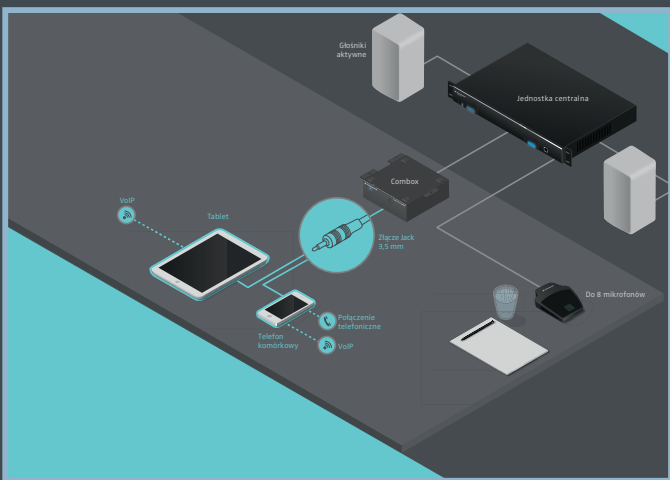 Głośniki
aktywne
Jednostka centralna
Combox
VoIP
Tablet
Złącze Jack
3,5 mm
Do 8 mikrofonów
Połączenie
telefoniczne
Telefon
komórkowy
VoIP